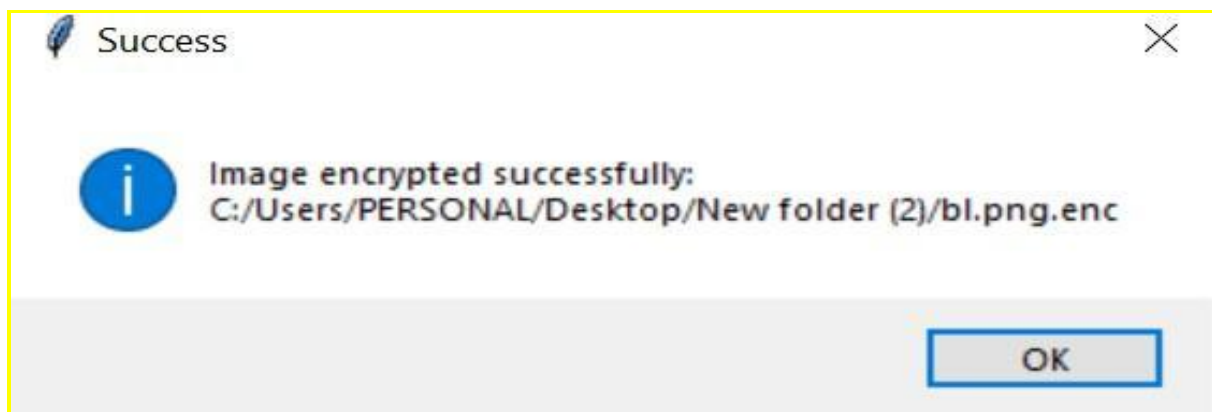 Success
Image encrypted successfully:
C:/Users/PERSONAL/Desktop/New folder (2)/bl.png.enc
OK